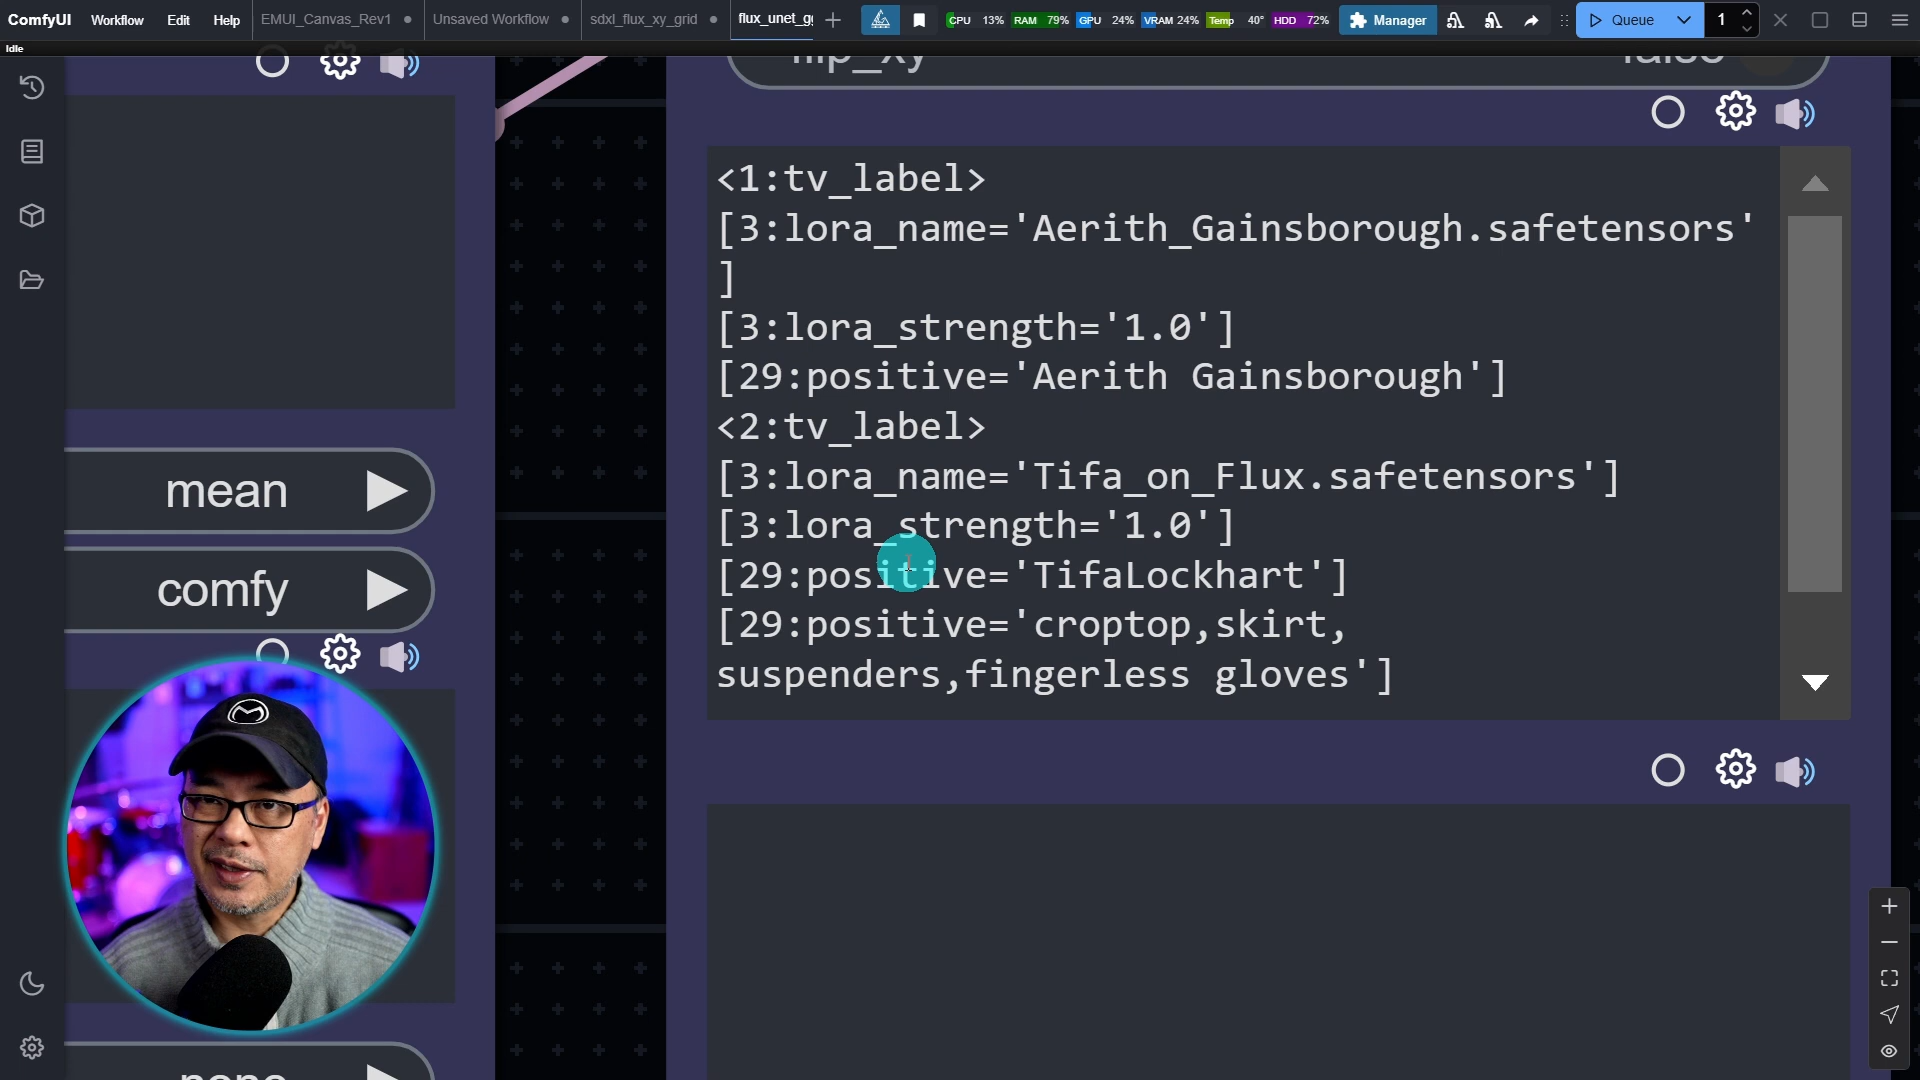 ComfyUI Workflow Edit Help EMUI_Canvas_Rev1 Unsaved Workflow sdxl_flux_xy_grid flux_unet_g CPU 13% RAM 79% GPU 24% VRAM 24% Temp 40° HDD 72% Manager Queue 1
Idle
flip_xy false
<1:tv_label>
[3:lora_name='Aerith_Gainsborough.safetensors'
]
[3:lora_strength='1.0']
[29:positive='Aerith Gainsborough']
<2:tv_label>
[3:lora_name='Tifa_on_Flux.safetensors']
[3:lora_strength='1.0']
[29:positive='TifaLockhart']
[29:positive='croptop,skirt,
suspenders,fingerless gloves']
mean
comfy
none